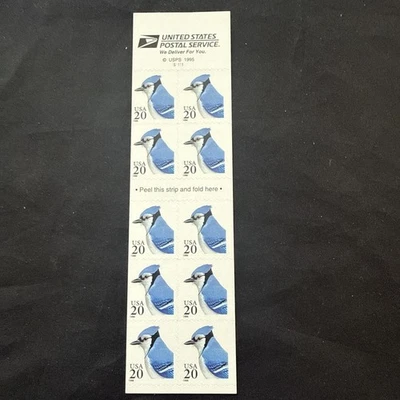 UNITED STATES
POSTAL SERVICE
We Deliver For You.
© USPS 1995
USA USA
20 20
USA USA
20 20
• Peel this strip and fold here •
USA USA
20 20
USA USA
20 20
USA USA
20 20